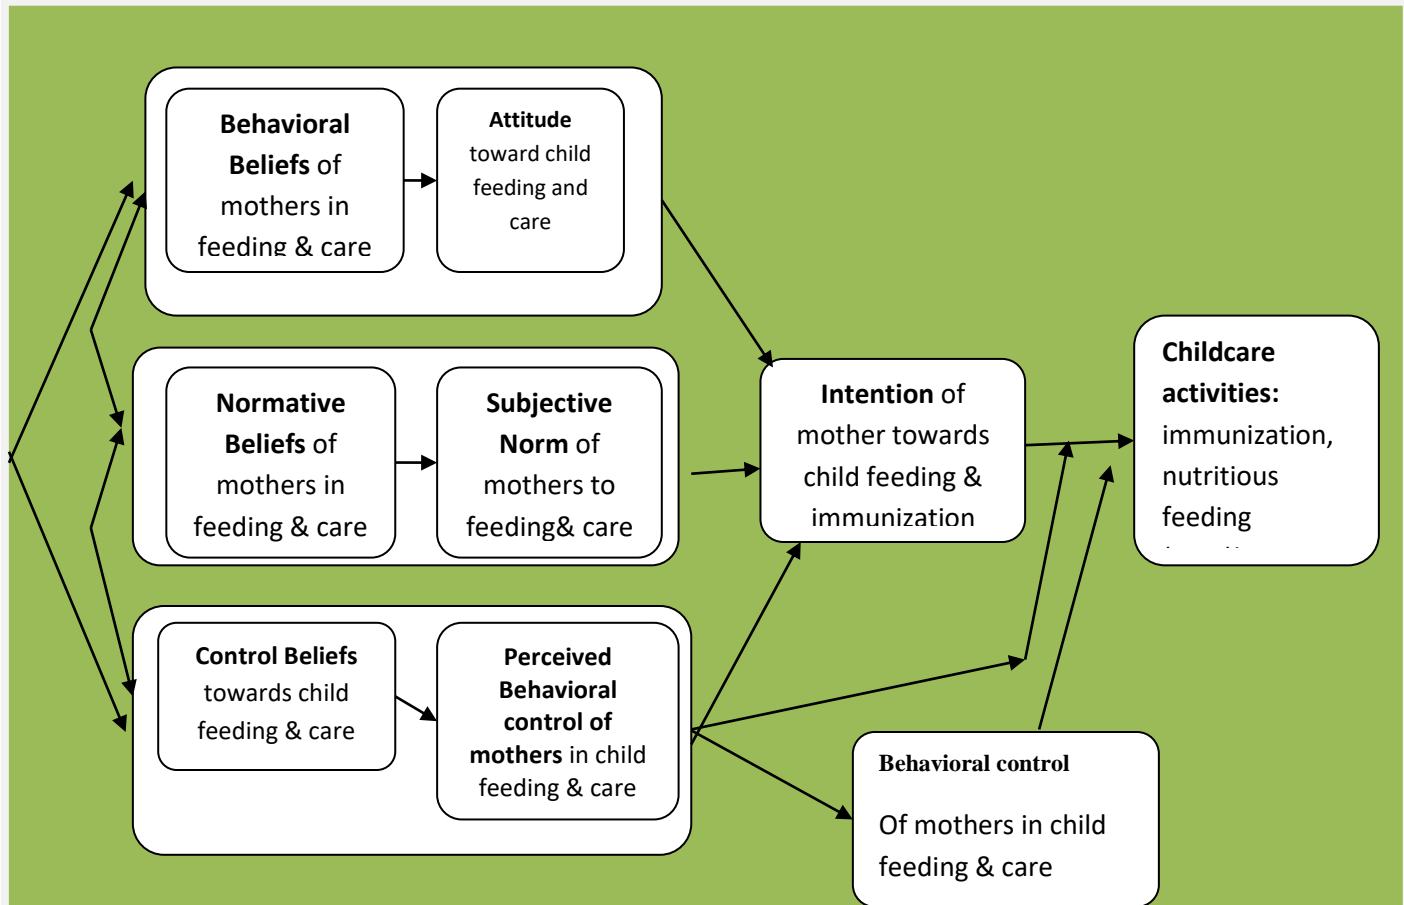 Behavioral
Beliefs of
mothers in
feeding & care
Attitude
toward child
feeding and
care
Normative
Beliefs of
mothers in
feeding & care
Subjective
Norm of
mothers to
feeding& care
Control Beliefs
towards child
feeding & care
Perceived
Behavioral
control of
mothers in child
feeding & care
Intention of
mother towards
child feeding &
immunization
Behavioral control
Of mothers in child
feeding & care
Childcare
activities:
immunization,
nutritious
feeding